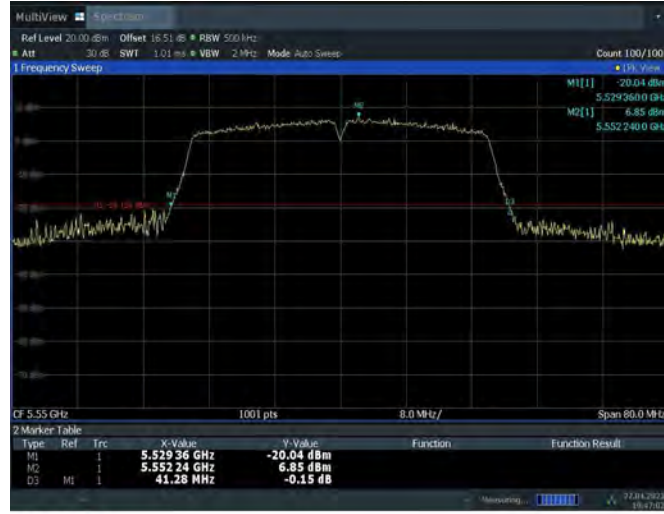 MultiView Spectrum
Ref Level 20.00 dBm Offset 16.51 dB RBW 500 kHz
Att 30 dB SWT 1.01 ms VBW 2 MHz Mode Auto Sweep Count 100/100
1 Frequency Sweep 1Pk View
M1[1] -20.04 dBm
5.5293600 GHz
M2[1] 6.85 dBm
5.5522400 GHz
M2
M1
D3
CF 5.55 GHz 1001 pts 8.0 MHz/ Span 80.0 MHz
2 Marker Table
Type Ref Trc X-Value Y-Value Function Function Result
M1 1 5.529 36 GHz -20.04 dBm
M2 1 5.552 24 GHz 6.85 dBm
D3 M1 1 41.28 MHz -0.15 dB
Measuring...